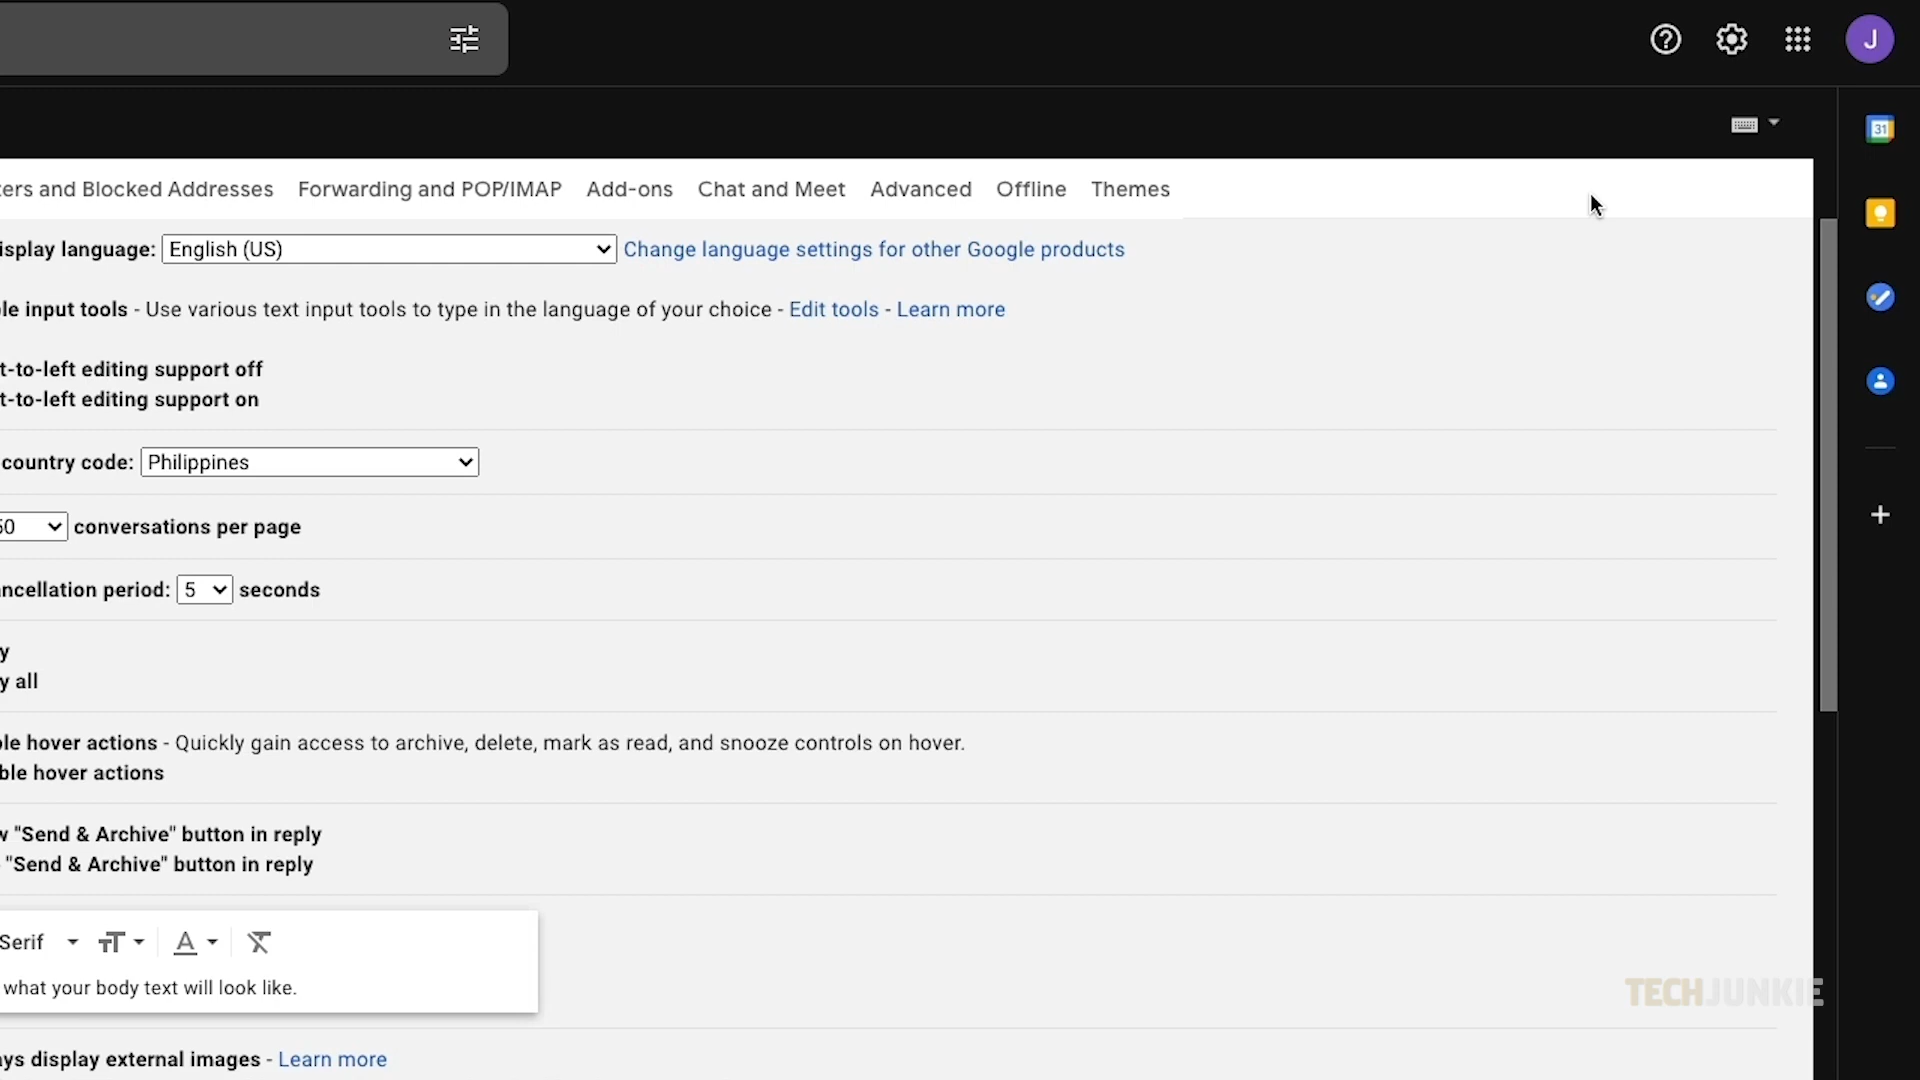 J
31
ters and Blocked Addresses Forwarding and POP/IMAP Add-ons Chat and Meet Advanced Offline Themes
isplay language: English (US) Change language settings for other Google products
le input tools - Use various text input tools to type in the language of your choice - Edit tools - Learn more
t-to-left editing support off
t-to-left editing support on
country code: Philippines
50 conversations per page
ancellation period: 5 seconds
y
y all
le hover actions - Quickly gain access to archive, delete, mark as read, and snooze controls on hover.
ble hover actions
w "Send & Archive" button in reply
"Send & Archive" button in reply
Serif
what your body text will look like.
TECHJUNKIE
ays display external images - Learn more